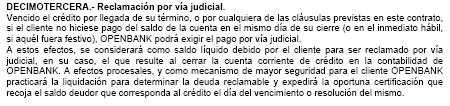 DECIMOTERCERA.- Reclamación por vía judicial.
Vencido el crédito por llegada de su término, o por cualquiera de las cláusulas previstas en este contrato,
si el cliente no hiciese pago del saldo de la cuenta en el mismo día de su cierre (o en el inmediato hábil,
si aquél fuera festivo), OPENBANK podrá exigir el pago por vía judicial.
A estos efectos, se considerará como saldo líquido debido por el cliente para ser reclamado por vía
judicial, en su caso, el que resulte al cerrar la cuenta corriente de crédito en la contabilidad de
OPENBANK. A efectos procesales, y como mecanismo de mayor seguridad para el cliente OPENBANK
practicará la liquidación para determinar la deuda reclamable y expedirá la oportuna certificación que
recoja el saldo deudor que corresponda al crédito el día del vencimiento o resolución del mismo.